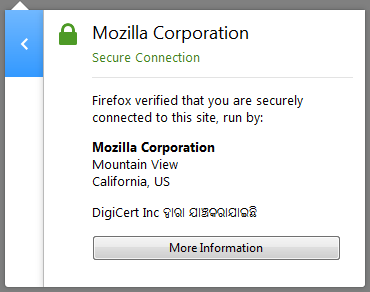 Mozilla Corporation
Secure Connection
Firefox verified that you are securely
connected to this site, run by:
Mozilla Corporation
Mountain View
California, US
DigiCert Inc ଦ୍ୱାରା ଯାଞ୍ଚକରାଯାଇଛି
More Information